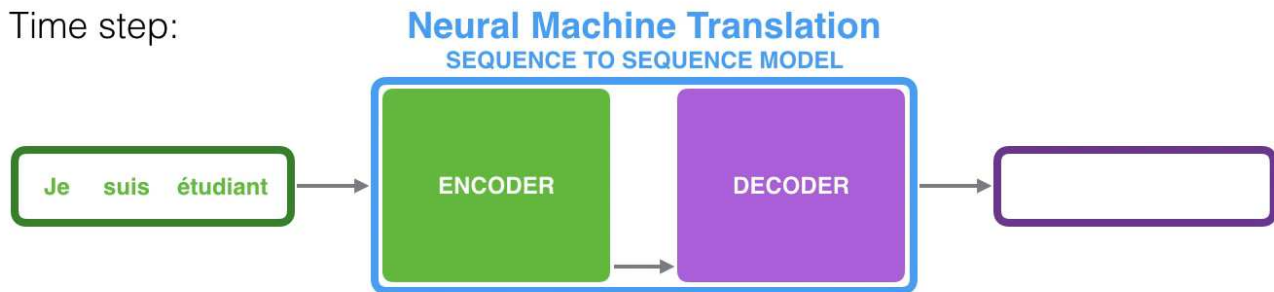 Time step:
Neural Machine Translation
SEQUENCE TO SEQUENCE MODEL
Je suis étudiant
ENCODER
DECODER